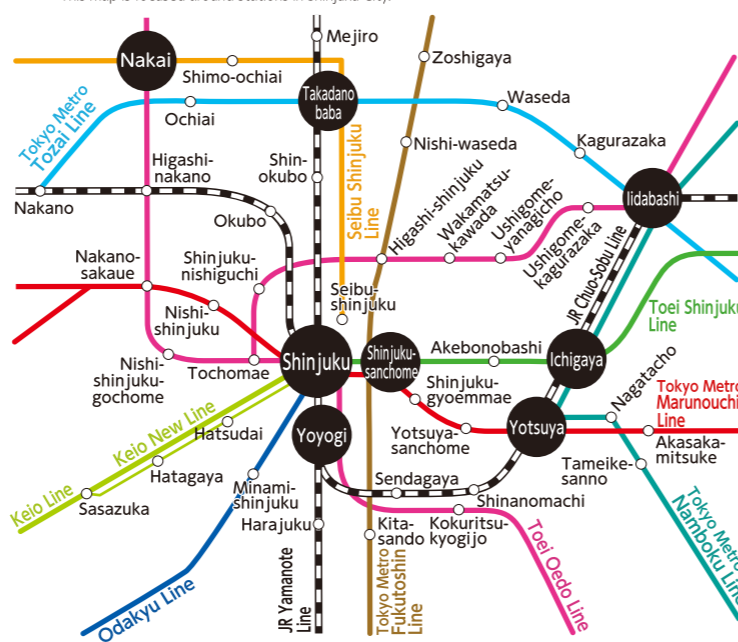 This map is focused around stations in Shinjuku City.
Mejiro
Zoshigaya
Nakai
Shimo-ochiai
Takadano
baba
Waseda
Tokyo Metro
Tozai Line
Ochiai
Nishi-waseda
Kagurazaka
Higashi-
nakano
Shin-
okubo
Iidabashi
Nakano
Okubo
Seibu Shinjuku
Line
Higashi-shinjuku
Wakamatsu-
kawada
Ushigome-
yanagicho
Ushigome-
kagurazaka
JR Chuo-Sobu Line
Nakano-
sakaue
Shinjuku-
nishiguchi
Seibu-
shinjuku
Toei Shinjuku
Line
Nishi-
shinjuku
Nishi-
shinjuku-
gochome
Tochomae
Shinjuku
Shinjuku-
sanchome
Akebonobashi
Ichigaya
Shinjuku-
gyoemmae
Nagatacho
Tokyo Metro
Marunouchi
Line
Keio New Line
Hatsudai
Yoyogi
Yotsuya-
sanchome
Yotsuya
Akasaka-
mitsuke
Keio Line
Hatagaya
Sasazuka
Minami-
shinjuku
Sendagaya
Shinanomachi
Tameike-
sanno
Harajuku
Kita-
sando
Kokuritsu-
kyogijo
Odakyu Line
JR Yamanote
Line
Tokyo Metro
Fukutoshin
Line
Toei Oedo Line
Tokyo Metro
Namboku Line